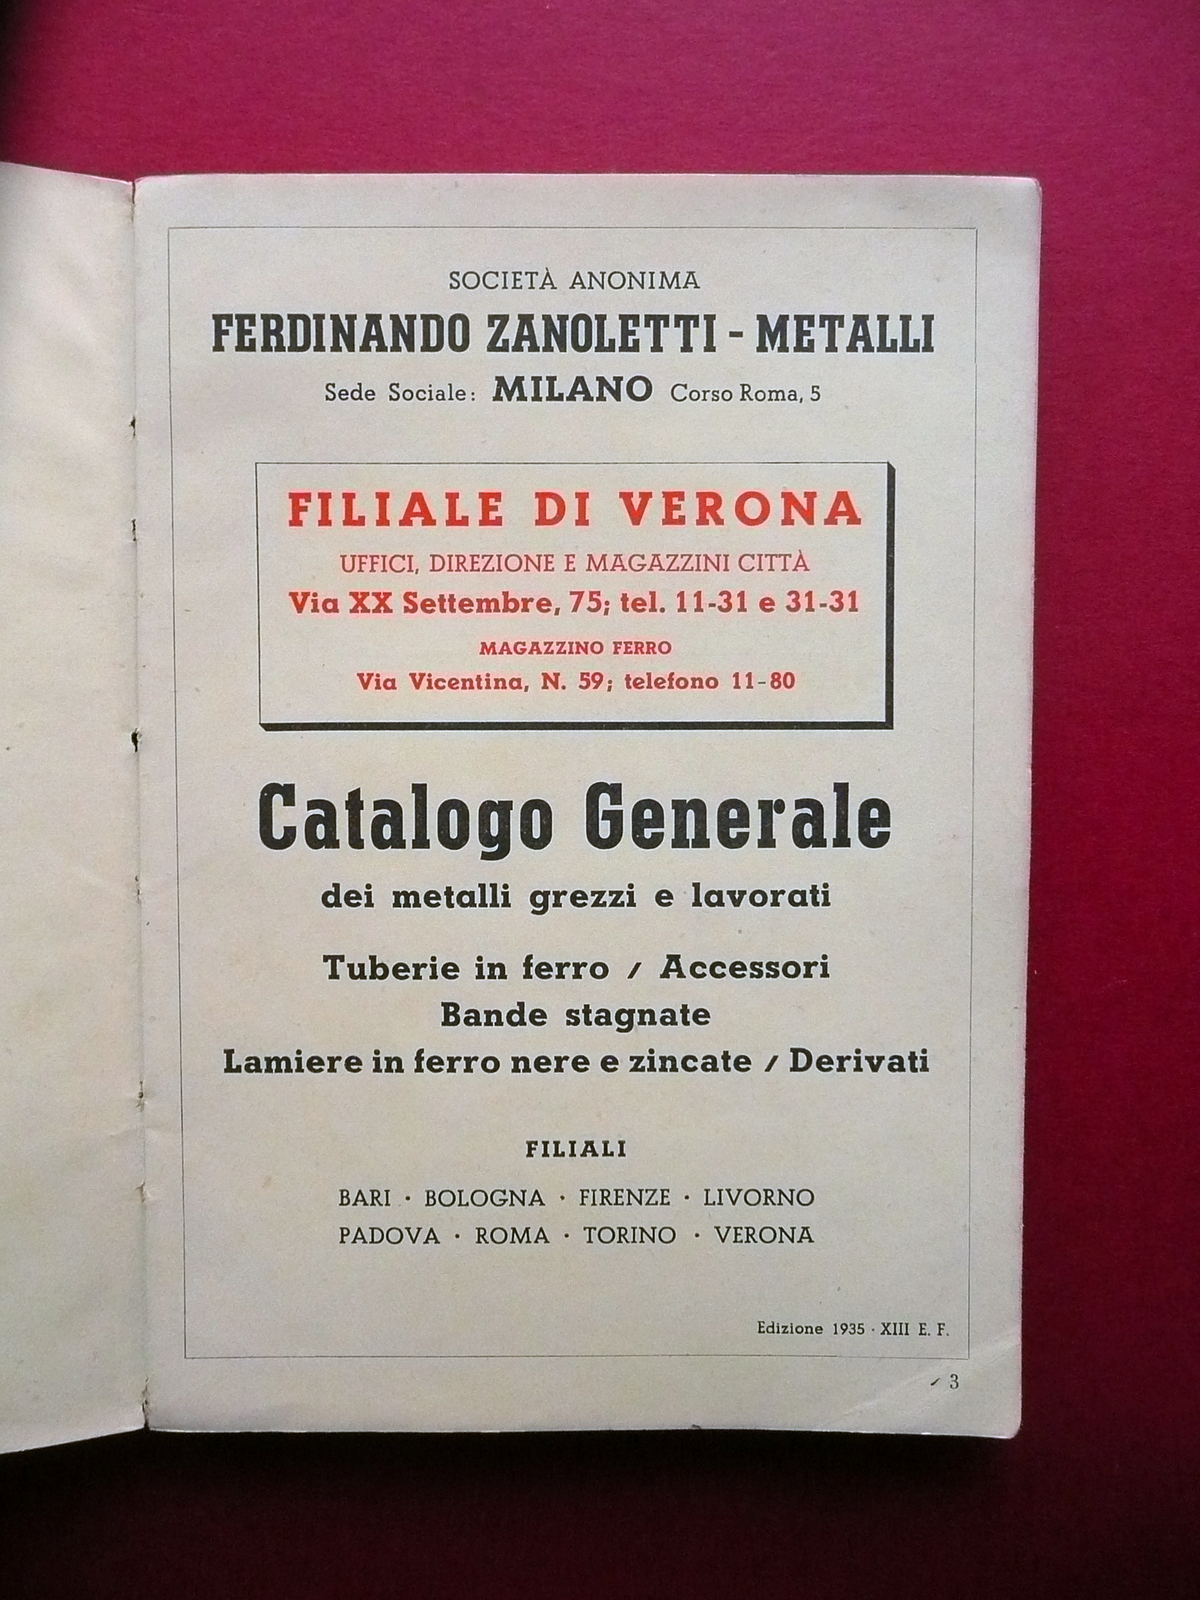 SOCIETÀ ANONIMA
FERDINANDO ZANOLETTI - METALLI
Sede Sociale: MILANO Corso Roma, 5
FILIALE DI VERONA
UFFICI, DIREZIONE E MAGAZZINI CITTÀ
Via XX Settembre, 75; tel. 11-31 e 31-31
MAGAZZINO FERRO
Via Vicentina, N. 59; telefono 11-80
Catalogo Generale
dei metalli grezzi e lavorati
Tuberie in ferro / Accessori
Bande stagnate
Lamiere in ferro nere e zincate / Derivati
FILIALI
BARI · BOLOGNA · FIRENZE · LIVORNO
PADOVA · ROMA · TORINO · VERONA
Edizione 1935 · XIII E. F.
3